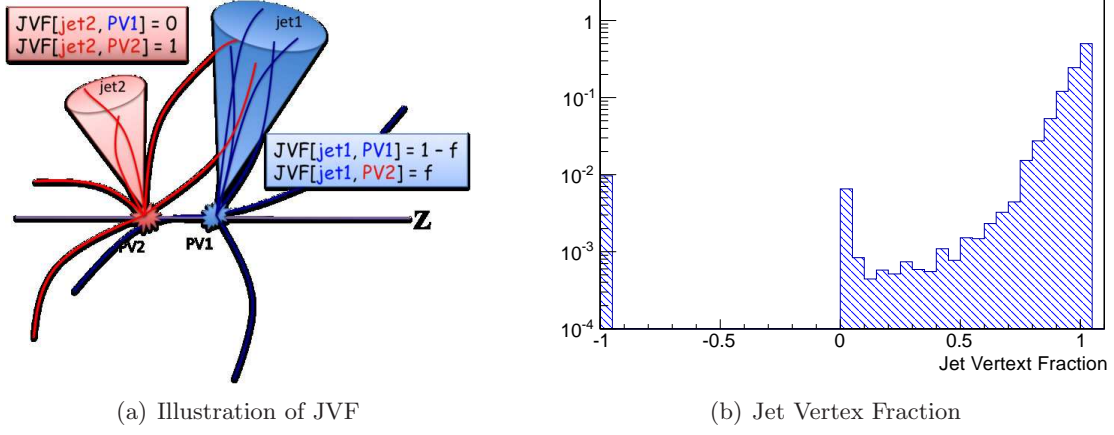 JVF[jet2, PV1] = 0
JVF[jet2, PV2] = 1
jet1
jet2
JVF[jet1, PV1] = 1 - f
JVF[jet1, PV2] = f
Z
PV2
PV1
(a) Illustration of JVF
1
10⁻¹
10⁻²
10⁻³
10⁻⁴
-1
-0.5
0
0.5
1
Jet Vertext Fraction
(b) Jet Vertex Fraction